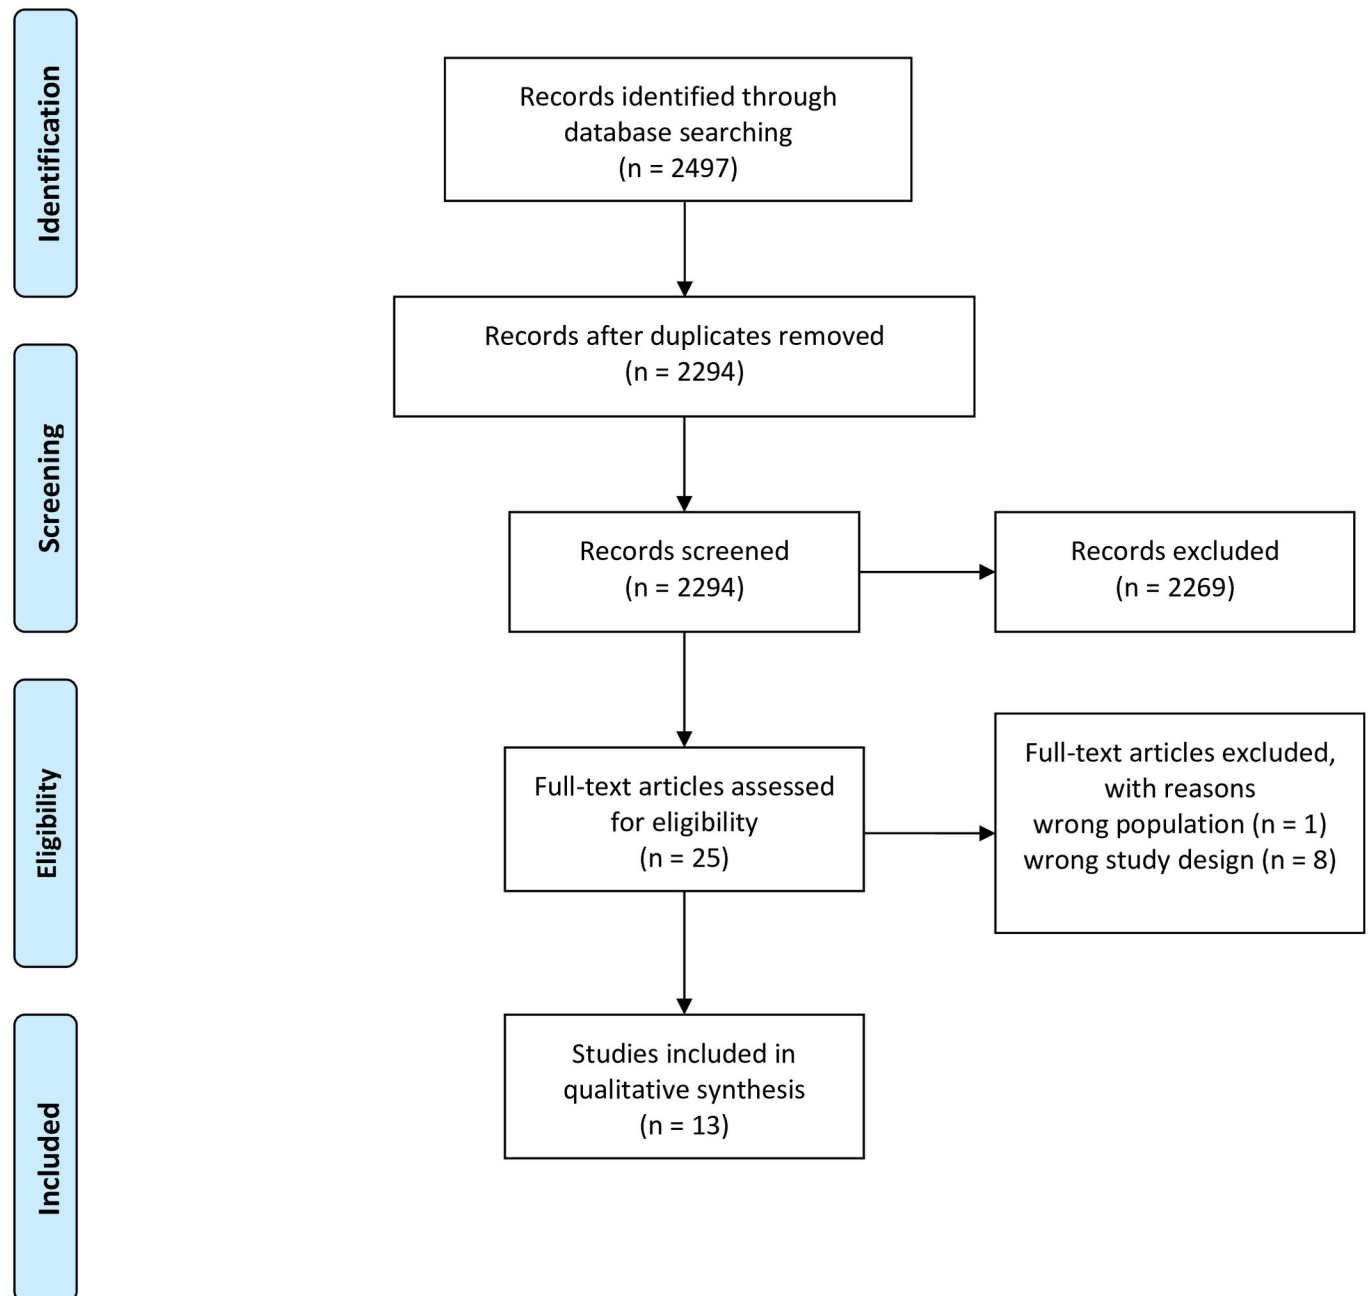 Identification
Records identified through
database searching
(n = 2497)
Records after duplicates removed
(n = 2294)
Screening
Records screened
(n = 2294)
Records excluded
(n = 2269)
Eligibility
Full-text articles assessed
for eligibility
(n = 25)
Full-text articles excluded,
with reasons
wrong population (n = 1)
wrong study design (n = 8)
Included
Studies included in
qualitative synthesis
(n = 13)